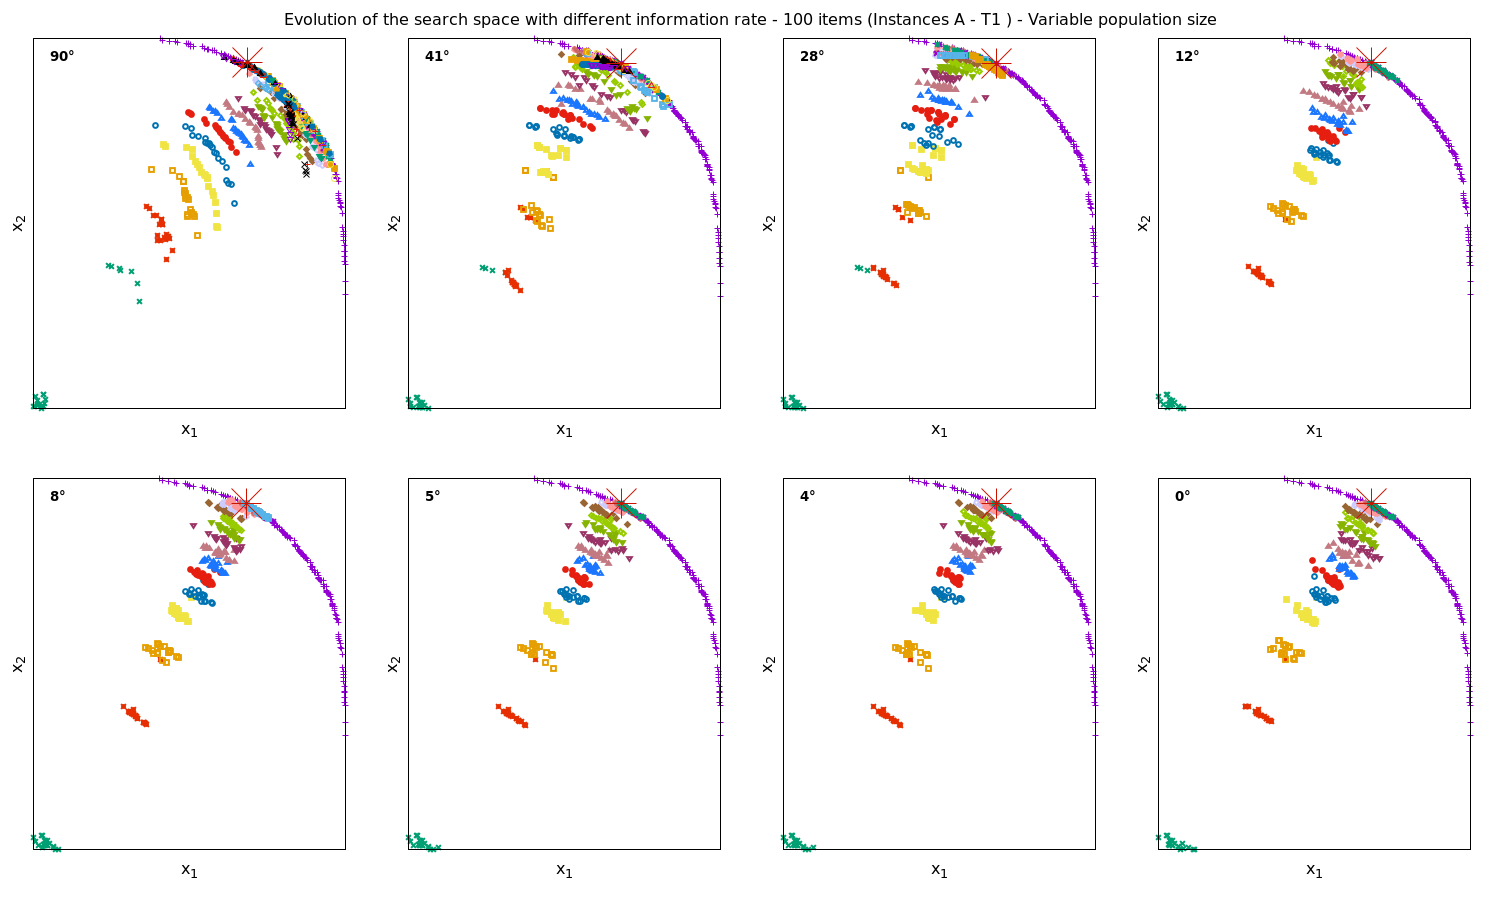 Evolution of the search space with different information rate - 100 items (Instances A - T1 ) - Variable population size
90°
41°
28°
12°
x2
x2
x2
x2
x1
x1
x1
x1
8°
5°
4°
0°
x2
x2
x2
x2
x1
x1
x1
x1